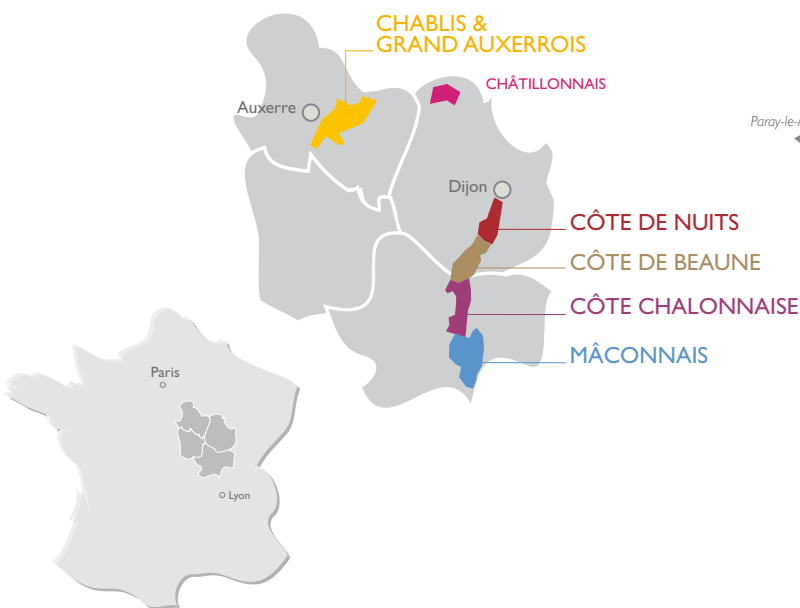 CHABLIS &
GRAND AUXERROIS
CHÂTILLONNAIS
Auxerre
Dijon
CÔTE DE NUITS
CÔTE DE BEAUNE
CÔTE CHALONNAISE
MÂCONNAIS
Paris
Lyon